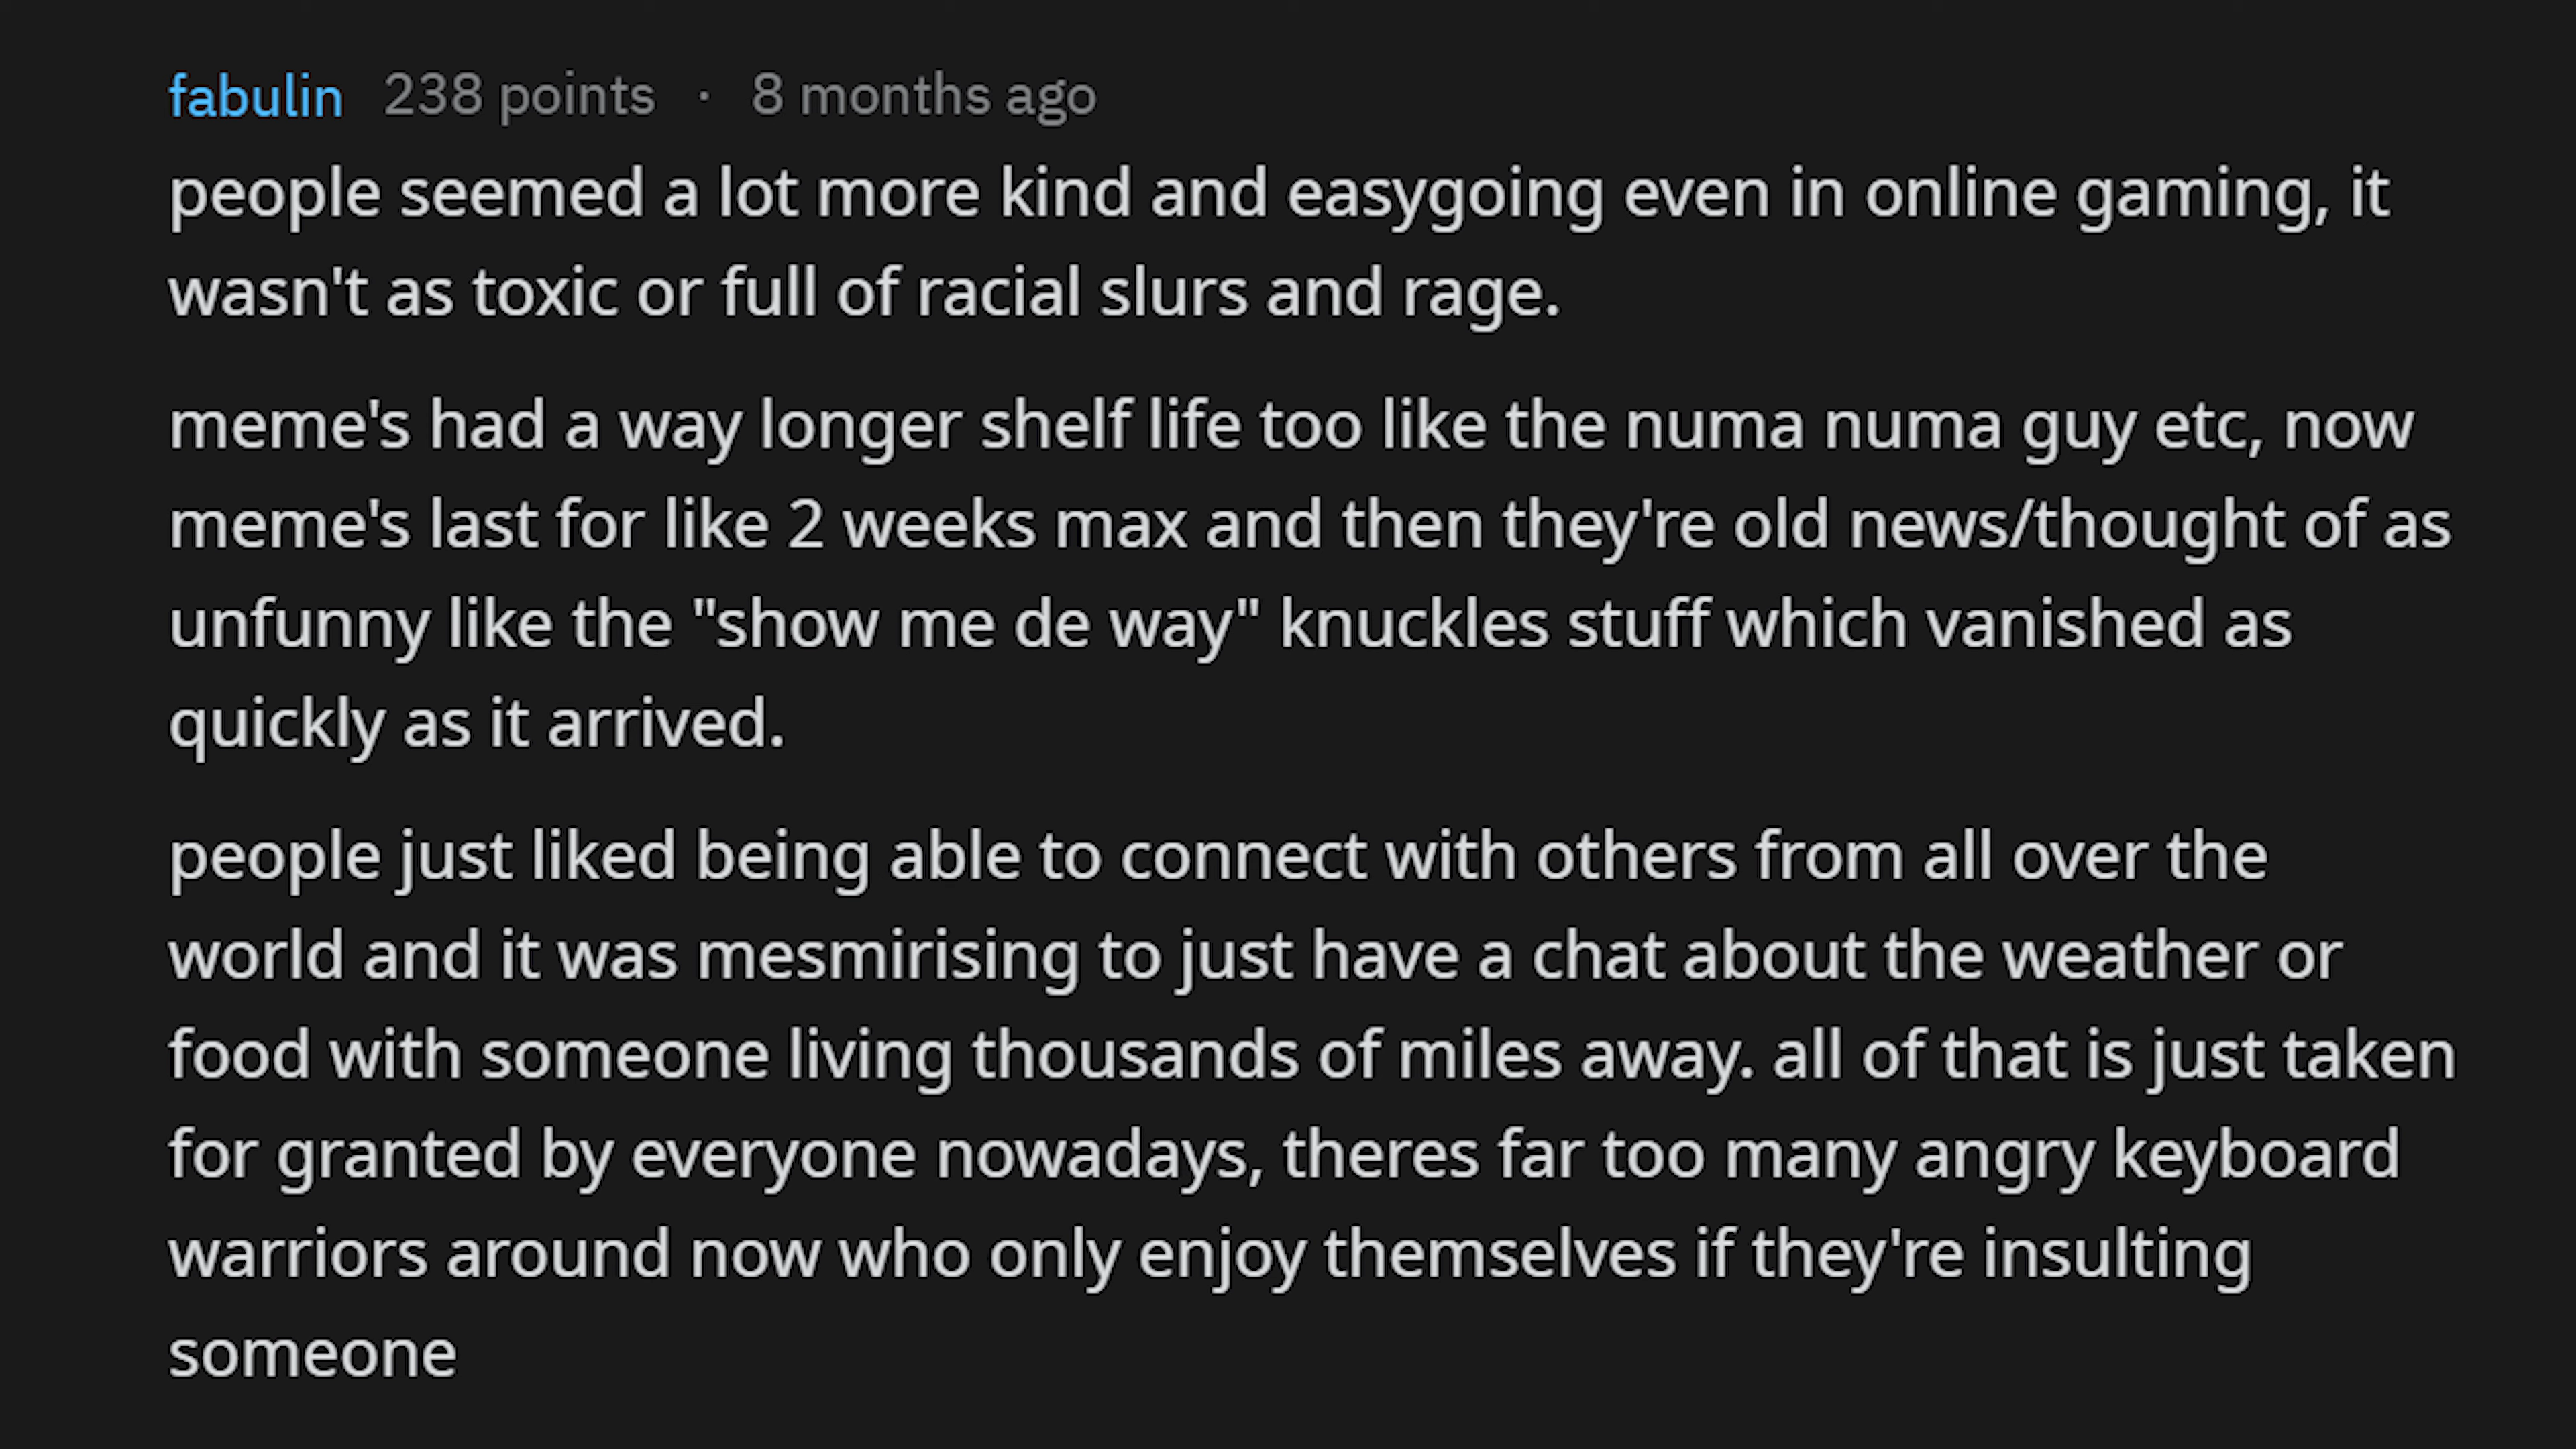 fabulin 238 points · 8 months ago
people seemed a lot more kind and easygoing even in online gaming, it
wasn't as toxic or full of racial slurs and rage.
meme's had a way longer shelf life too like the numa numa guy etc, now
meme's last for like 2 weeks max and then they're old news/thought of as
unfunny like the "show me de way" knuckles stuff which vanished as
quickly as it arrived.
people just liked being able to connect with others from all over the
world and it was mesmirising to just have a chat about the weather or
food with someone living thousands of miles away. all of that is just taken
for granted by everyone nowadays, theres far too many angry keyboard
warriors around now who only enjoy themselves if they're insulting
someone